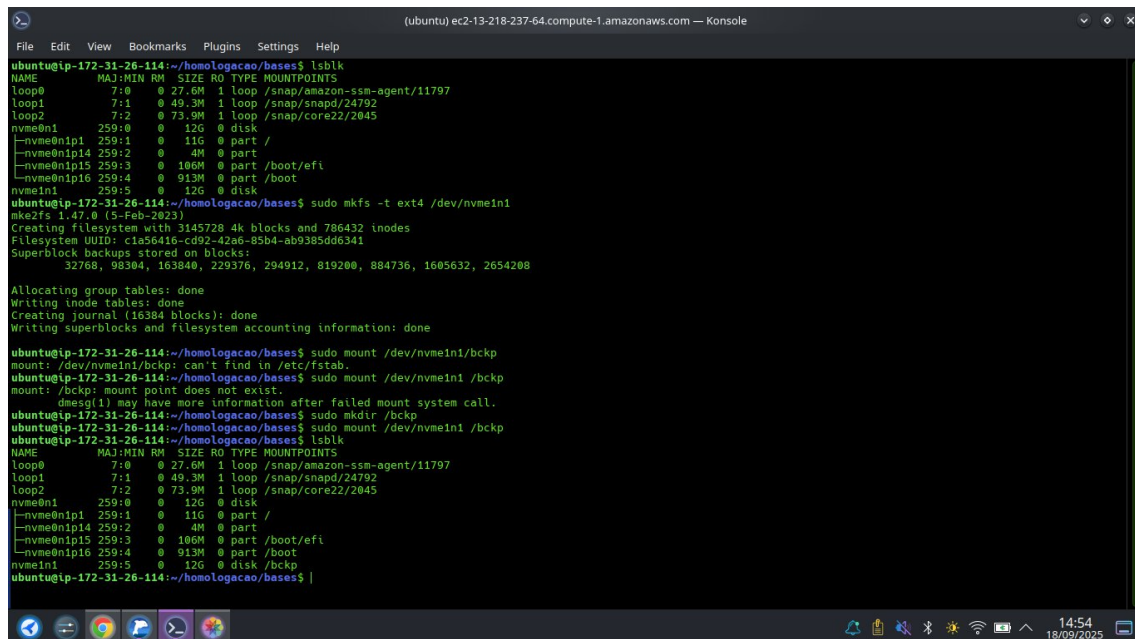 (ubuntu) ec2-13-218-237-64.compute-1.amazonaws.com — Konsole
File Edit View Bookmarks Plugins Settings Help
ubuntu@ip-172-31-26-114:~/homologacao/bases$ lsblk
NAME MAJ:MIN RM SIZE RO TYPE MOUNTPOINTS
loop0 7:0 0 27.6M 1 loop /snap/amazon-ssm-agent/11797
loop1 7:1 0 49.3M 1 loop /snap/snapd/24792
loop2 7:2 0 73.9M 1 loop /snap/core22/2045
nvme0n1 259:0 0 12G 0 disk
├─nvme0n1p1 259:1 0 11G 0 part /
├─nvme0n1p14 259:2 0 4M 0 part
├─nvme0n1p15 259:3 0 106M 0 part /boot/efi
└─nvme0n1p16 259:4 0 913M 0 part /boot
nvme1n1 259:5 0 12G 0 disk
ubuntu@ip-172-31-26-114:~/homologacao/bases$ sudo mkfs -t ext4 /dev/nvme1n1
mke2fs 1.47.0 (5-Feb-2023)
Creating filesystem with 3145728 4k blocks and 786432 inodes
Filesystem UUID: c1a56416-cd92-42a6-85b4-ab9385dd6341
Superblock backups stored on blocks:
32768, 98304, 163840, 229376, 294912, 819200, 884736, 1605632, 2654208
Allocating group tables: done
Writing inode tables: done
Creating journal (16384 blocks): done
Writing superblocks and filesystem accounting information: done
ubuntu@ip-172-31-26-114:~/homologacao/bases$ sudo mount /dev/nvme1n1/bckp
mount: /dev/nvme1n1/bckp: can't find in /etc/fstab.
ubuntu@ip-172-31-26-114:~/homologacao/bases$ sudo mount /dev/nvme1n1 /bckp
mount: /bckp: mount point does not exist.
dmesg(1) may have more information after failed mount system call.
ubuntu@ip-172-31-26-114:~/homologacao/bases$ sudo mkdir /bckp
ubuntu@ip-172-31-26-114:~/homologacao/bases$ sudo mount /dev/nvme1n1 /bckp
ubuntu@ip-172-31-26-114:~/homologacao/bases$ lsblk
NAME MAJ:MIN RM SIZE RO TYPE MOUNTPOINTS
loop0 7:0 0 27.6M 1 loop /snap/amazon-ssm-agent/11797
loop1 7:1 0 49.3M 1 loop /snap/snapd/24792
loop2 7:2 0 73.9M 1 loop /snap/core22/2045
nvme0n1 259:0 0 12G 0 disk
├─nvme0n1p1 259:1 0 11G 0 part /
├─nvme0n1p14 259:2 0 4M 0 part
├─nvme0n1p15 259:3 0 106M 0 part /boot/efi
└─nvme0n1p16 259:4 0 913M 0 part /boot
nvme1n1 259:5 0 12G 0 disk /bckp
ubuntu@ip-172-31-26-114:~/homologacao/bases$
14:54
18/09/2025